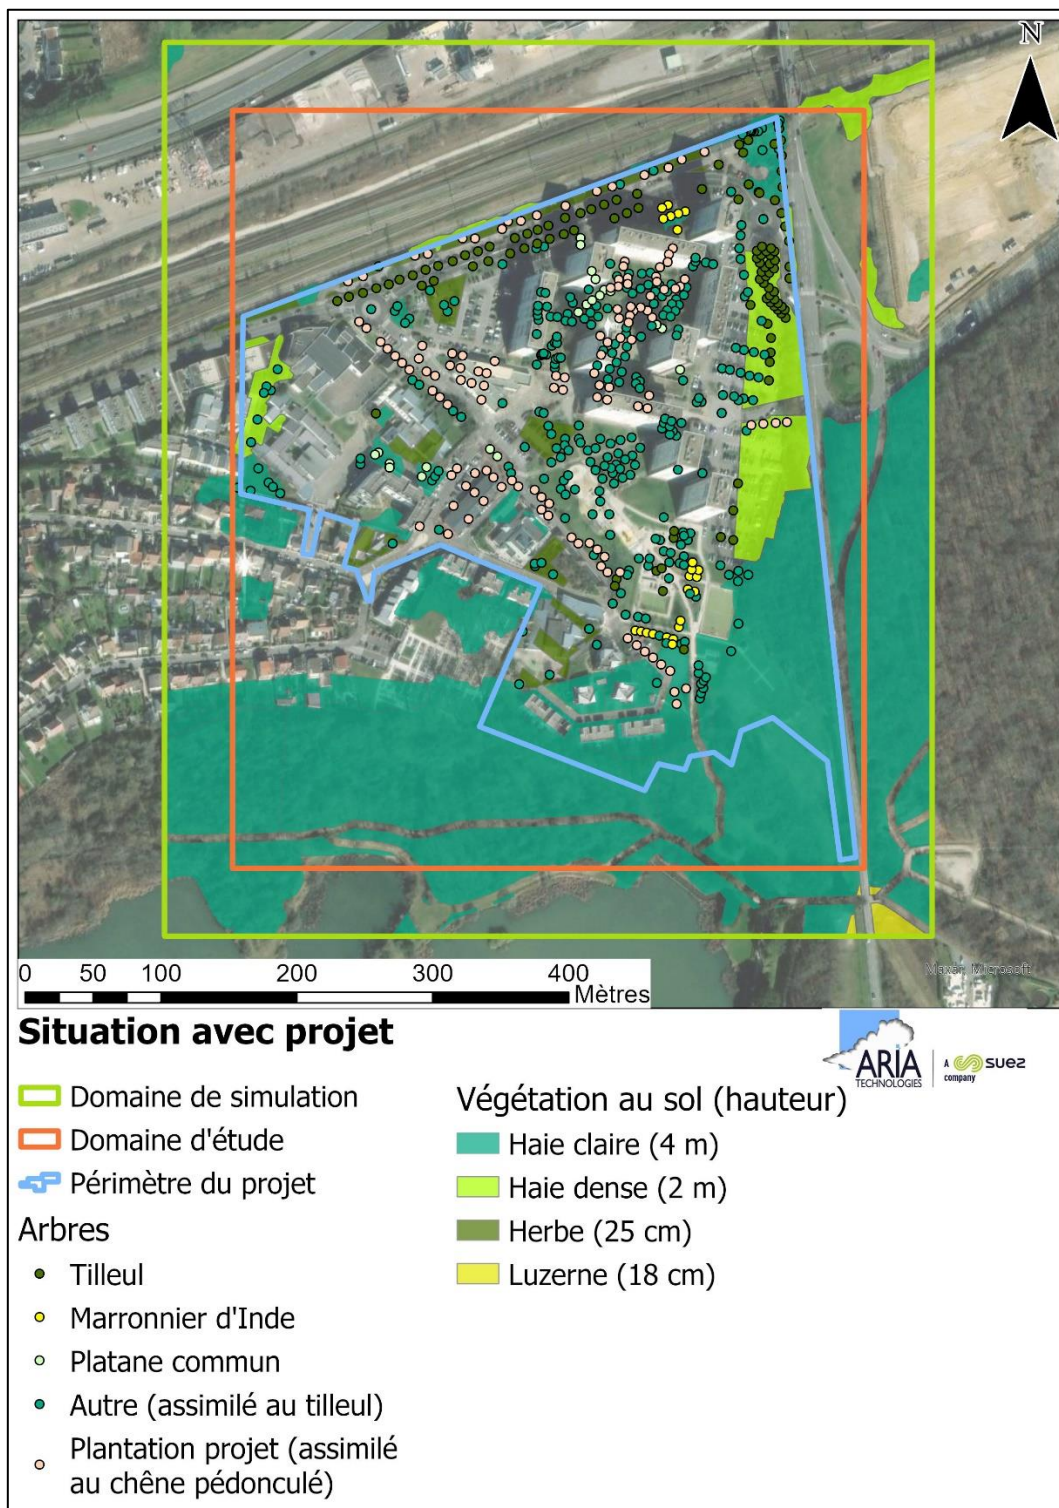 N
Maxar, Microsoft
0 50 100 200 300 400
Mètres
Situation avec projet
ARIA
TECHNOLOGIES
A
company
suez
Domaine de simulation
Domaine d'étude
Périmètre du projet
Arbres
Tilleul
Marronnier d'Inde
Platane commun
Autre (assimilé au tilleul)
Plantation projet (assimilé
au chêne pédonculé)
Végétation au sol (hauteur)
Haie claire (4 m)
Haie dense (2 m)
Herbe (25 cm)
Luzerne (18 cm)